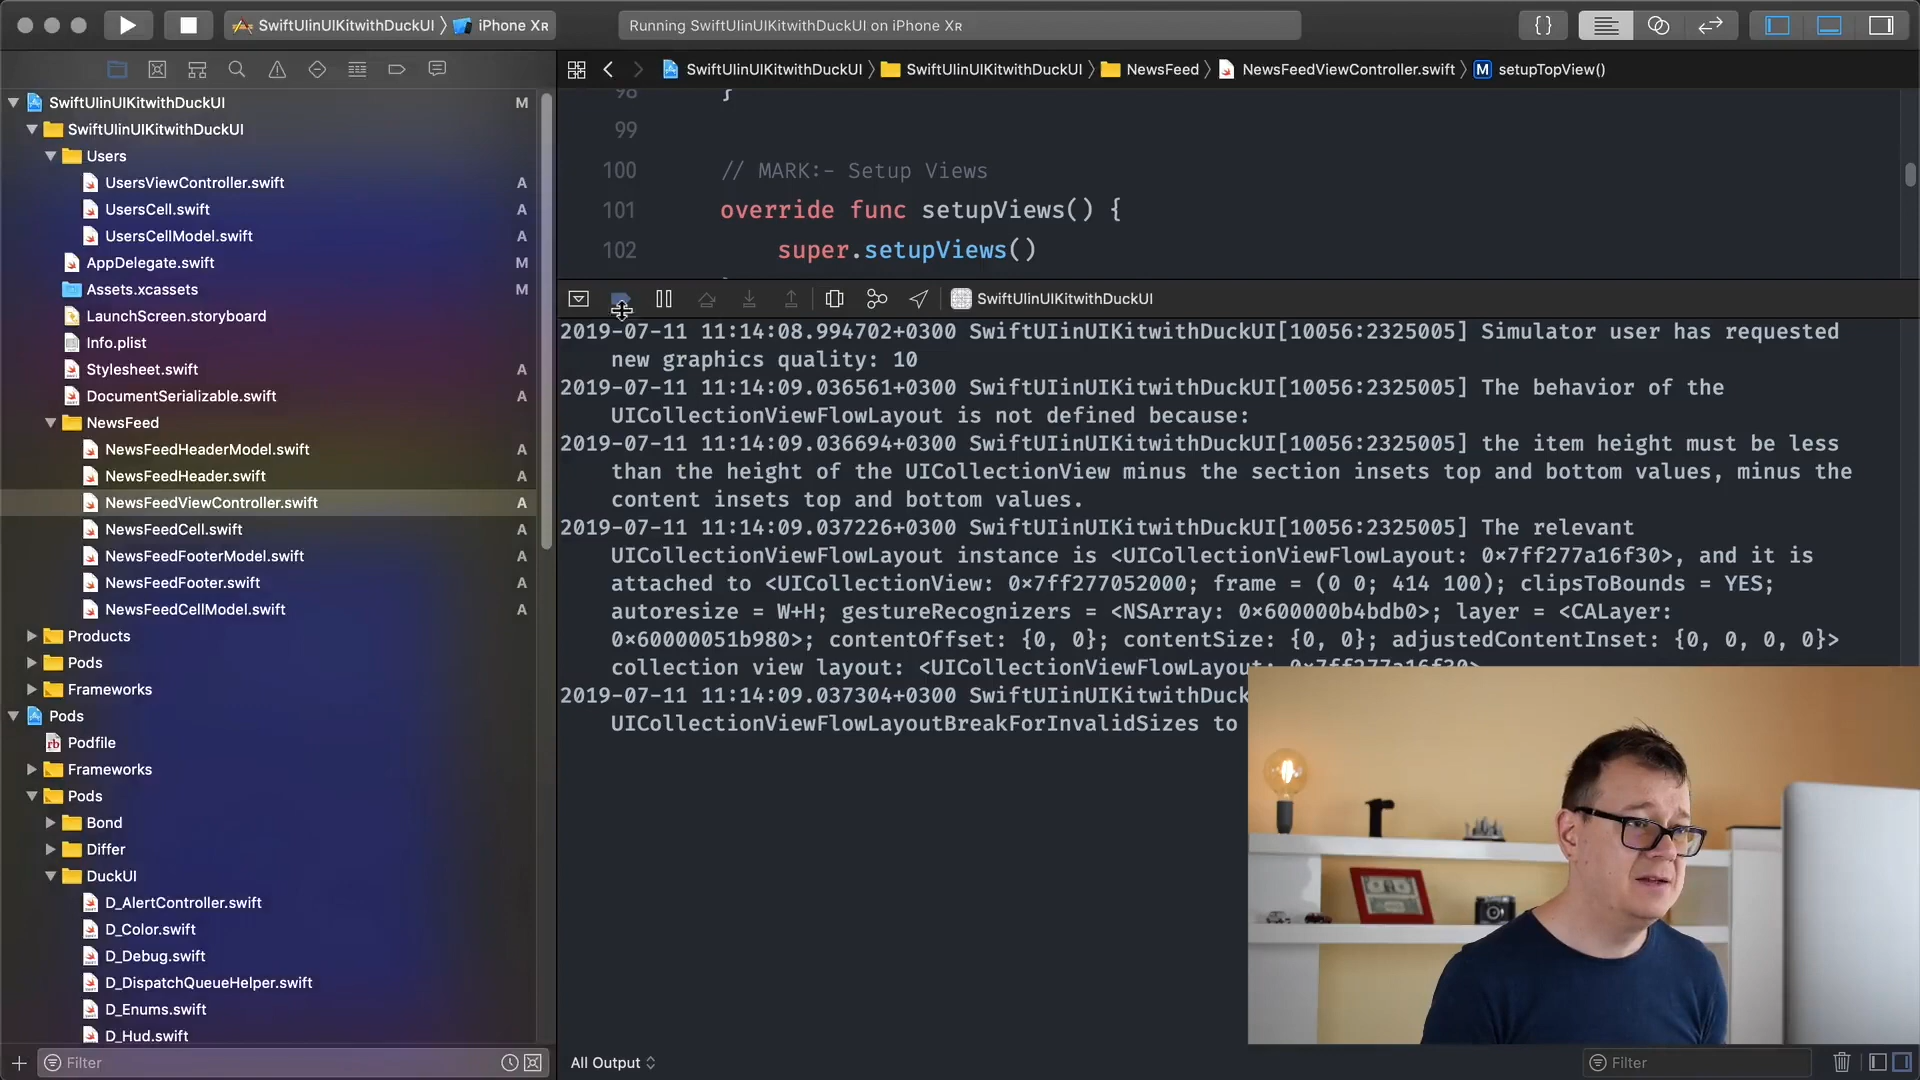 SwiftUIinUIKitwithDuckUI
iPhone Xʀ
Running SwiftUIinUIKitwithDuckUI on iPhone Xʀ
{}
SwiftUIinUIKitwithDuckUI
SwiftUIinUIKitwithDuckUI
NewsFeed
NewsFeedViewController.swift
M setupTopView()
SwiftUIinUIKitwithDuckUI M
SwiftUIinUIKitwithDuckUI
Users
UsersViewController.swift A
UsersCell.swift A
UsersCellModel.swift A
AppDelegate.swift M
Assets.xcassets M
LaunchScreen.storyboard
Info.plist
Stylesheet.swift A
DocumentSerializable.swift A
NewsFeed
NewsFeedHeaderModel.swift A
NewsFeedHeader.swift A
NewsFeedViewController.swift A
NewsFeedCell.swift A
NewsFeedFooterModel.swift A
NewsFeedFooter.swift A
NewsFeedCellModel.swift A
Products
Pods
Frameworks
Pods
rb Podfile
Frameworks
Pods
Bond
Differ
DuckUI
D_AlertController.swift
D_Color.swift
D_Debug.swift
D_DispatchQueueHelper.swift
D_Enums.swift
D_Hud.swift
Filter
98 }
99
100 // MARK:- Setup Views
101 override func setupViews() {
102 super.setupViews()
SwiftUIinUIKitwithDuckUI
2019-07-11 11:14:08.994702+0300 SwiftUIinUIKitwithDuckUI[10056:2325005] Simulator user has requested
new graphics quality: 10
2019-07-11 11:14:09.036561+0300 SwiftUIinUIKitwithDuckUI[10056:2325005] The behavior of the
UICollectionViewFlowLayout is not defined because:
2019-07-11 11:14:09.036694+0300 SwiftUIinUIKitwithDuckUI[10056:2325005] the item height must be less
than the height of the UICollectionView minus the section insets top and bottom values, minus the
content insets top and bottom values.
2019-07-11 11:14:09.037226+0300 SwiftUIinUIKitwithDuckUI[10056:2325005] The relevant
UICollectionViewFlowLayout instance is <UICollectionViewFlowLayout: 0x7ff277a16f30>, and it is
attached to <UICollectionView: 0x7ff277052000; frame = (0 0; 414 100); clipsToBounds = YES;
autoresize = W+H; gestureRecognizers = <NSArray: 0x600000b4bdb0>; layer = <CALayer:
0x60000051b980>; contentOffset: {0, 0}; contentSize: {0, 0}; adjustedContentInset: {0, 0, 0, 0}>
collection view layout: <UICollectionViewFlowLayout: 0x7ff277a16f30>
2019-07-11 11:14:09.037304+0300 SwiftUIinUIKitwithDuck
UICollectionViewFlowLayoutBreakForInvalidSizes to
All Output
Filter